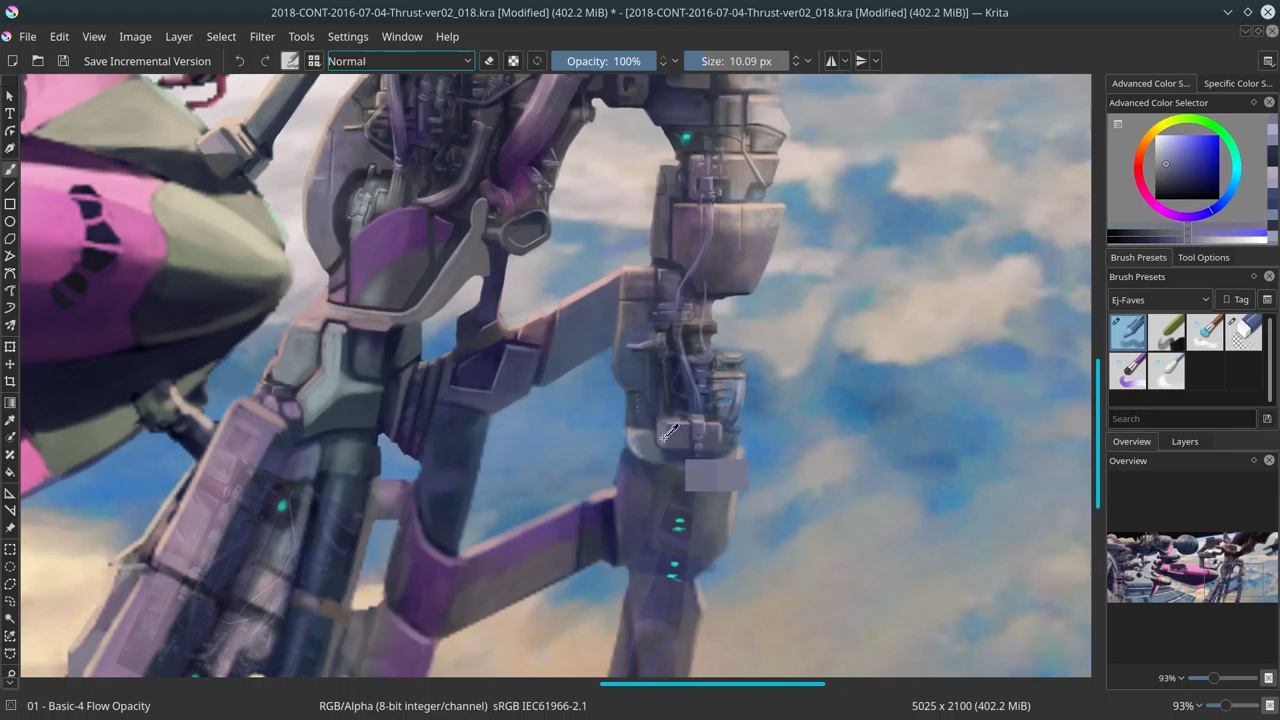 2018-CONT-2016-07-04-Thrust-ver02_018.kra [Modified] (402.2 MiB) * - [2018-CONT-2016-07-04-Thrust-ver02_018.kra [Modified] (402.2 MiB)] — Krita
File Edit View Image Layer Select Filter Tools Settings Window Help
Save Incremental Version Normal Opacity: 100% Size: 10.09 px
Advanced Color S... Specific Color S...
Advanced Color Selector
Brush Presets Tool Options
Brush Presets
Ej-Faves Tag
Search
Overview Layers
Overview
93%
01 - Basic-4 Flow Opacity RGB/Alpha (8-bit integer/channel) sRGB IEC61966-2.1 5025 x 2100 (402.2 MiB) 93%